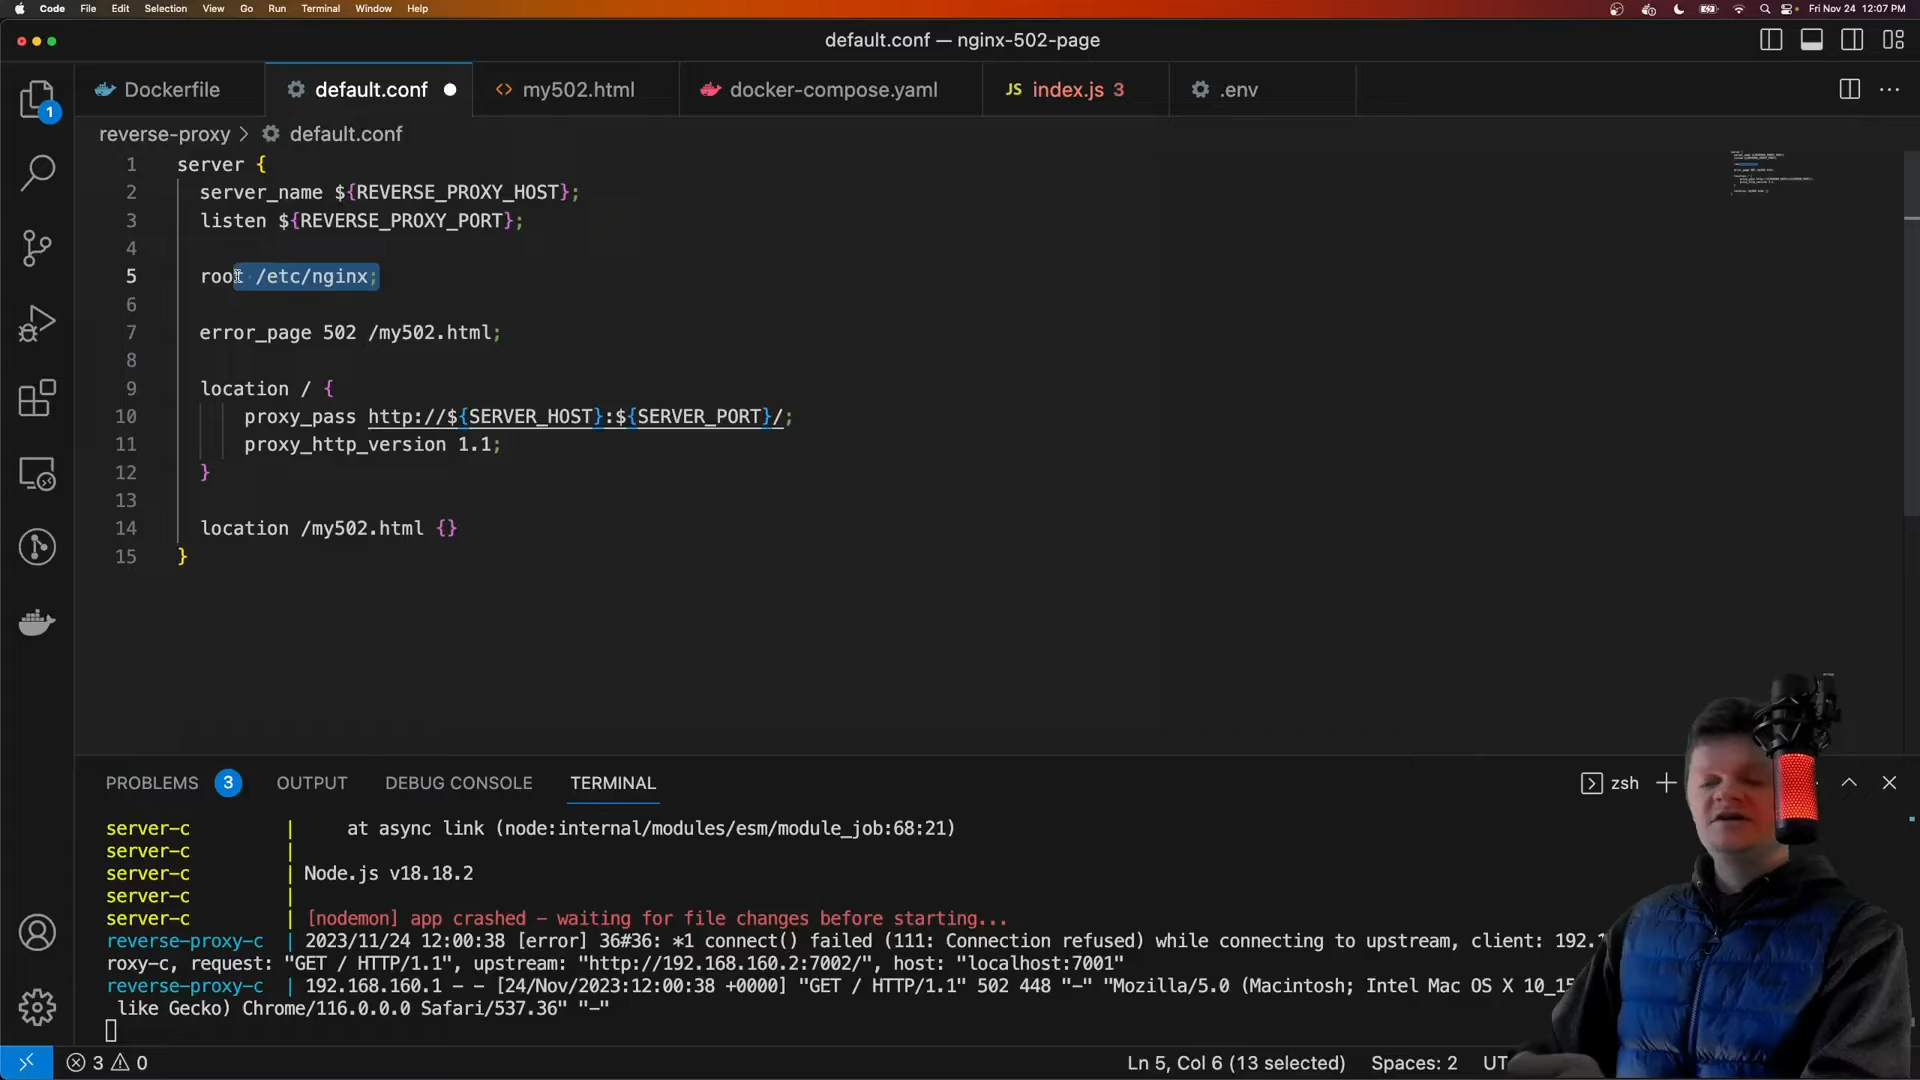 Code File Edit Selection View Go Run Terminal Window Help Fri Nov 24 12:07 PM
default.conf — nginx-502-page
Dockerfile default.conf my502.html docker-compose.yaml JS index.js 3 .env
reverse-proxy > default.conf
1 server {
2 server_name ${REVERSE_PROXY_HOST};
3 listen ${REVERSE_PROXY_PORT};
4
5 root /etc/nginx;
6
7 error_page 502 /my502.html;
8
9 location / {
10 proxy_pass http://${SERVER_HOST}:${SERVER_PORT}/;
11 proxy_http_version 1.1;
12 }
13
14 location /my502.html {}
15 }
1
PROBLEMS 3 OUTPUT DEBUG CONSOLE TERMINAL zsh
server-c | at async link (node:internal/modules/esm/module_job:68:21)
server-c |
server-c | Node.js v18.18.2
server-c |
server-c | [nodemon] app crashed - waiting for file changes before starting...
reverse-proxy-c | 2023/11/24 12:00:38 [error] 36#36: *1 connect() failed (111: Connection refused) while connecting to upstream, client: 192.1
roxy-c, request: "GET / HTTP/1.1", upstream: "http://192.168.160.2:7002/", host: "localhost:7001"
reverse-proxy-c | 192.168.160.1 - - [24/Nov/2023:12:00:38 +0000] "GET / HTTP/1.1" 502 448 "-" "Mozilla/5.0 (Macintosh; Intel Mac OS X 10_15
like Gecko) Chrome/116.0.0.0 Safari/537.36" "-"
3 0 Ln 5, Col 6 (13 selected) Spaces: 2 UT